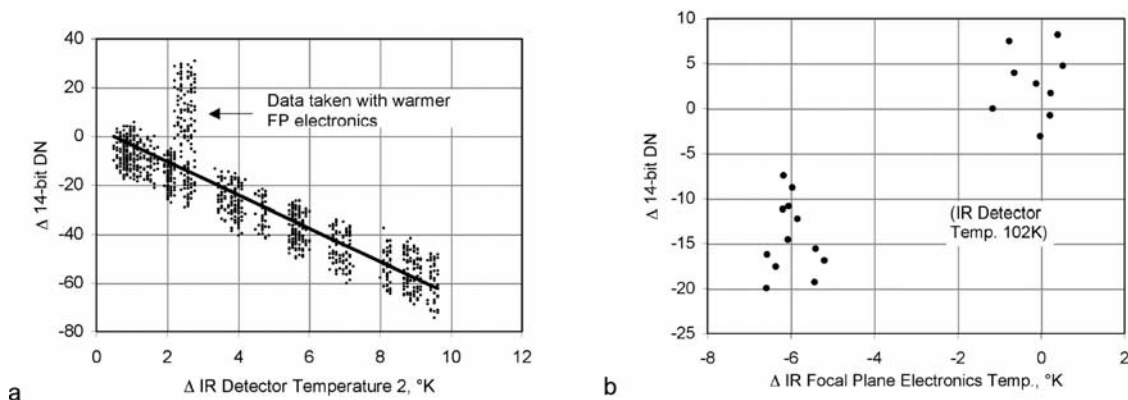 40
20
0
-20
-40
-60
-80
Δ 14-bit DN
Data taken with warmer
FP electronics
0 2 4 6 8 10 12
Δ IR Detector Temperature 2, °K
a
10
5
0
-5
-10
-15
-20
-25
Δ 14-bit DN
(IR Detector
Temp. 102K)
-8 -6 -4 -2 0 2
Δ IR Focal Plane Electronics Temp., °K
b